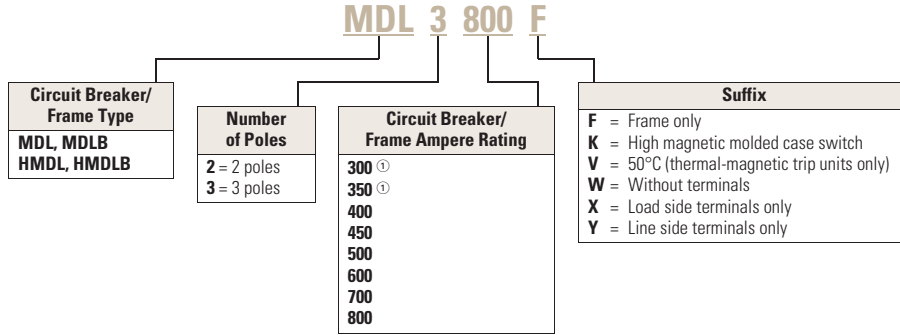 MDL 3 800 F
Circuit Breaker/
Frame Type
MDL, MDLB
HMDL, HMDLB
Number
of Poles
2 = 2 poles
3 = 3 poles
Circuit Breaker/
Frame Ampere Rating
300 ①
350 ①
400
450
500
600
700
800
Suffix
F = Frame only
K = High magnetic molded case switch
V = 50°C (thermal-magnetic trip units only)
W = Without terminals
X = Load side terminals only
Y = Line side terminals only